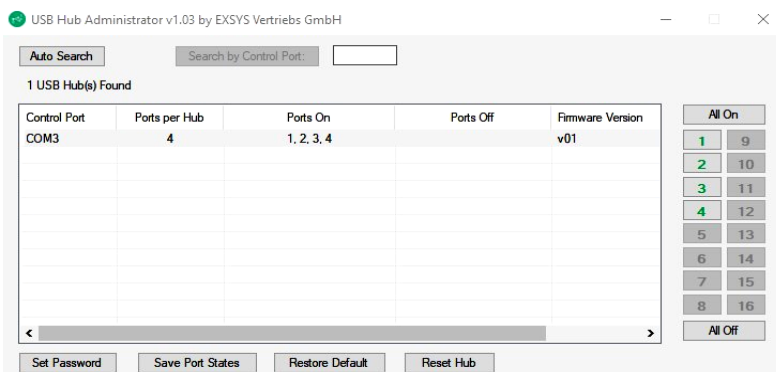 USB Hub Administrator v1.03 by EXSYS Vertriebs GmbH
Auto Search Search by Control Port:
1 USB Hub(s) Found
Control Port Ports per Hub Ports On Ports Off Firmware Version All On
COM3 4 1, 2, 3, 4 v01 1 9
2 10
3 11
4 12
5 13
6 14
7 15
8 16
All Off
Set Password Save Port States Restore Default Reset Hub